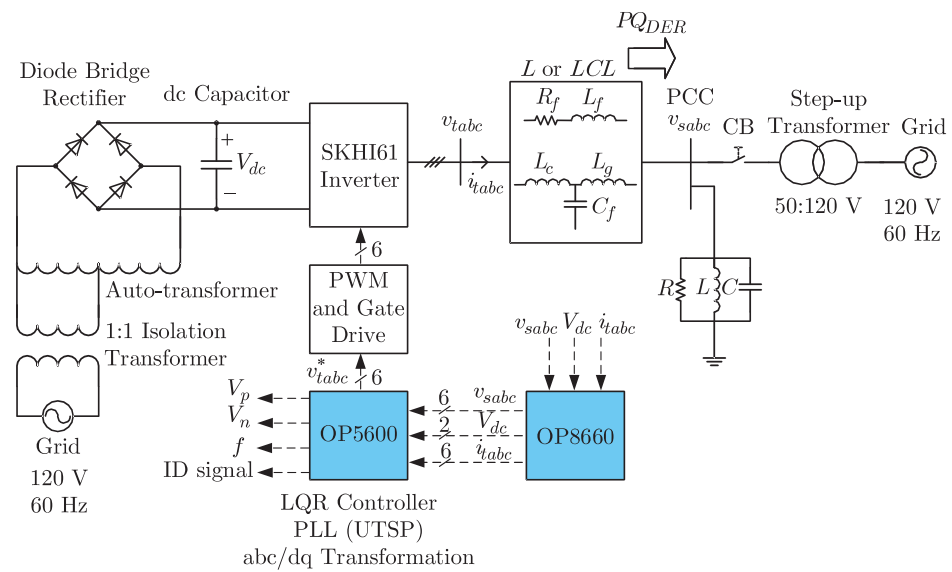 PQ_DER
Diode Bridge
Rectifier
dc Capacitor
+
V_dc
−
SKHI61
Inverter
v_tabc
i_tabc
L or LCL
R_f
L_f
L_c
L_g
C_f
PCC
v_sabc
CB
Step-up
Transformer
50:120 V
Grid
120 V
60 Hz
6
PWM
and Gate
Drive
Auto-transformer
1:1 Isolation
Transformer
Grid
120 V
60 Hz
R
L
C
v*_tabc
6
v_sabc
V_dc
i_tabc
V_p
V_n
f
ID signal
OP5600
6
v_sabc
2
V_dc
6
i_tabc
OP8660
LQR Controller
PLL (UTSP)
abc/dq Transformation